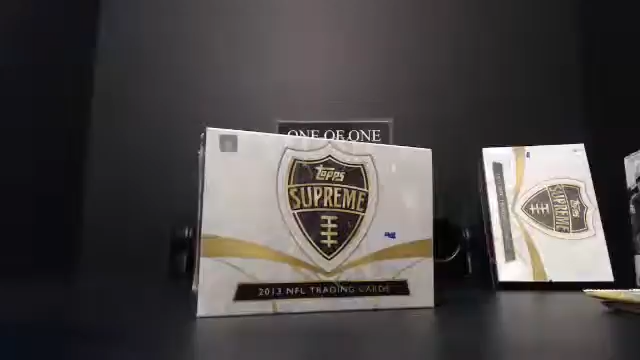 ONE OF ONE
Topps
SUPREME
2013 NFL TRADING CARDS
Topps
SUPREME